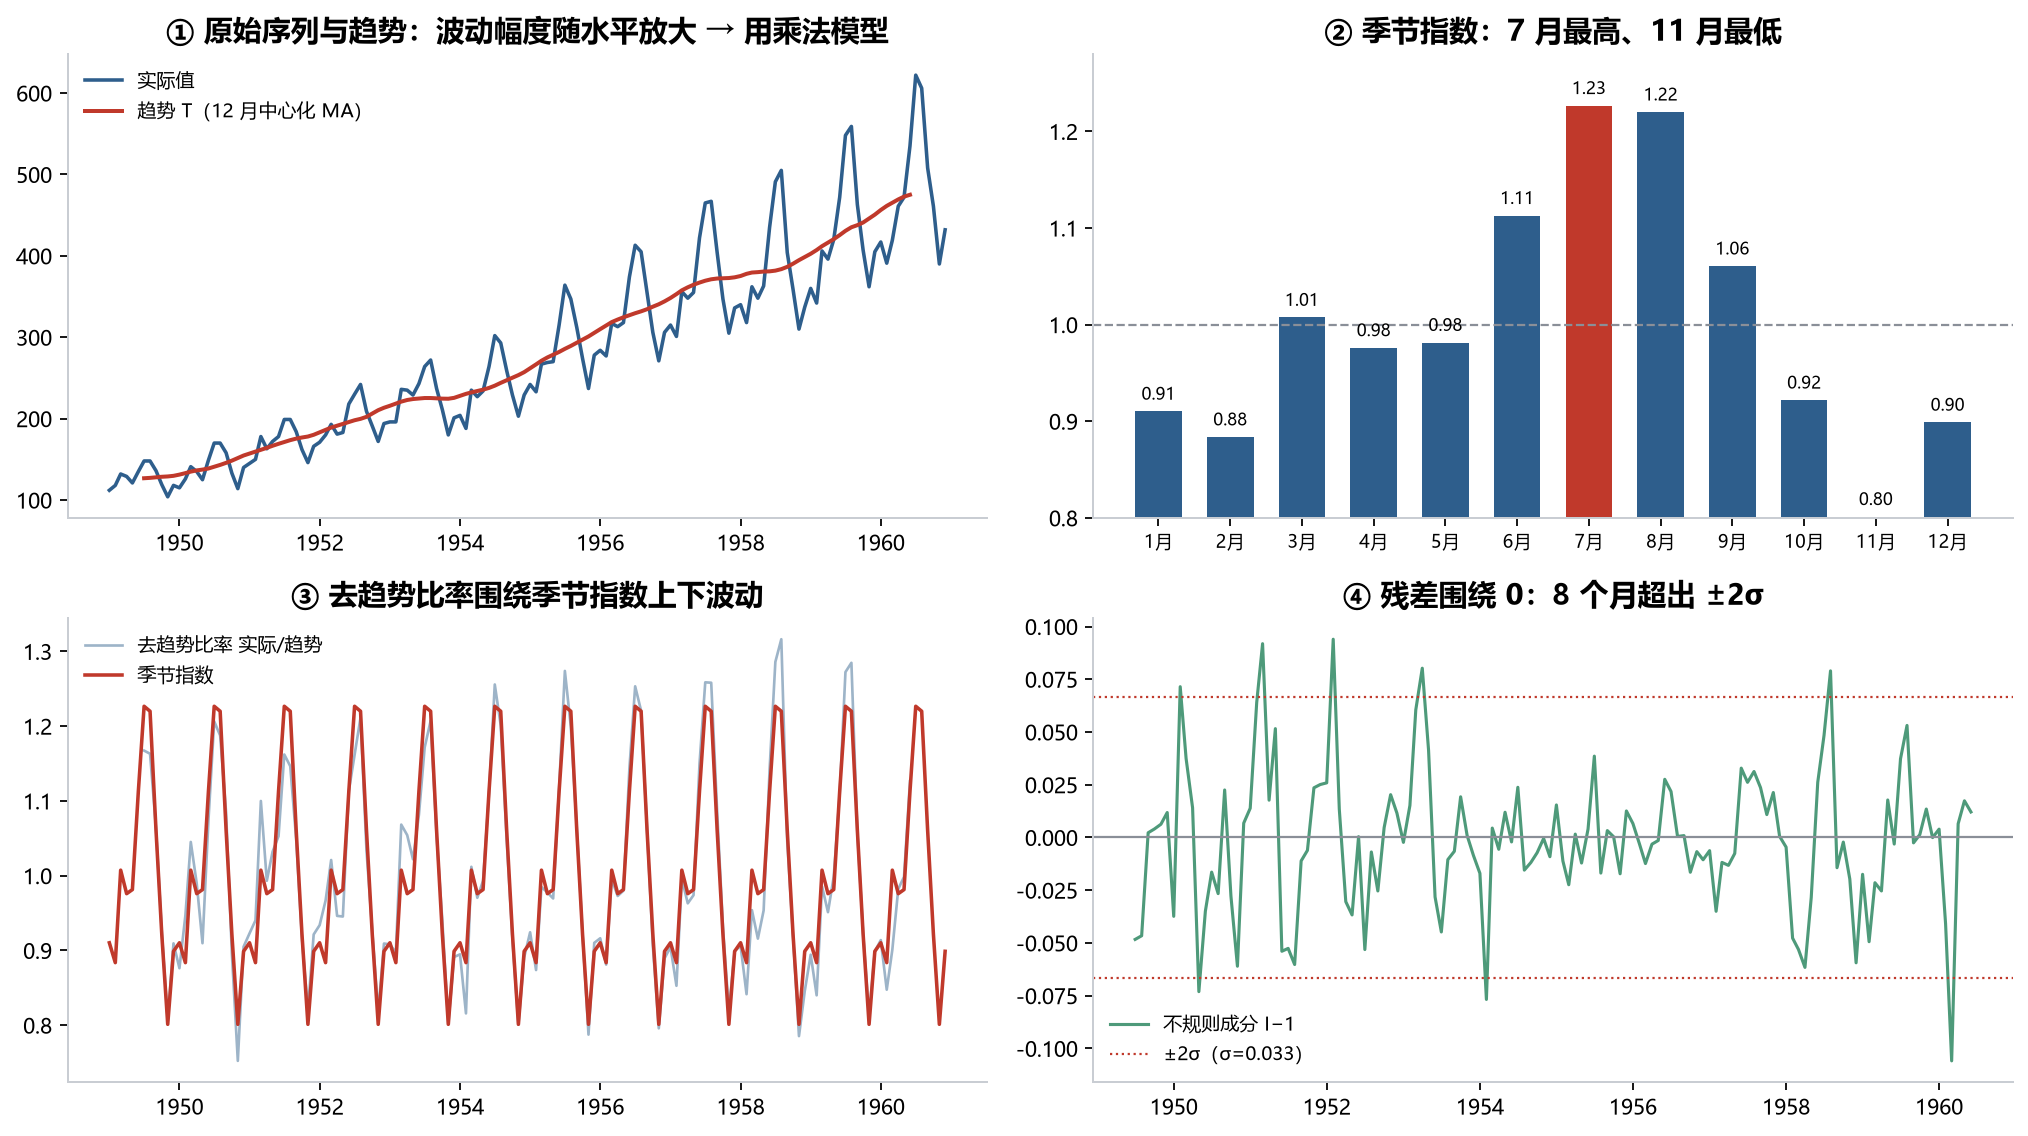 ① 原始序列与趋势：波动幅度随水平放大 → 用乘法模型
实际值
趋势 T（12 月中心化 MA）
600
500
400
300
200
100
1950 1952 1954 1956 1958 1960
② 季节指数：7 月最高、11 月最低
1.2
1.1
1.0
0.9
0.8
0.91 0.88 1.01 0.98 0.98 1.11 1.23 1.22 1.06 0.92 0.80 0.90
1月 2月 3月 4月 5月 6月 7月 8月 9月 10月 11月 12月
③ 去趋势比率围绕季节指数上下波动
去趋势比率 实际/趋势
季节指数
1.3
1.2
1.1
1.0
0.9
0.8
1950 1952 1954 1956 1958 1960
④ 残差围绕 0：8 个月超出 ±2σ
0.100
0.075
0.050
0.025
0.000
-0.025
-0.050
-0.075
-0.100
不规则成分 I−1
±2σ（σ=0.033）
1950 1952 1954 1956 1958 1960